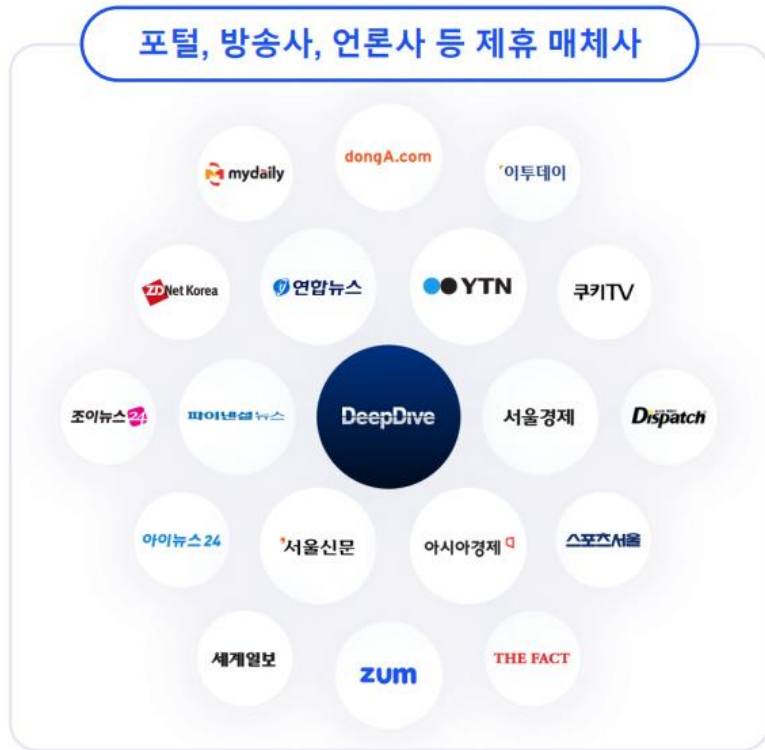 포털, 방송사, 언론사 등 제휴 매체사
mydaily
dongA.com
이투데이
ZDNet Korea
연합뉴스
YTN
쿠키TV
조이뉴스24
파이낸셜뉴스
DeepDive
서울경제
Dispatch
아이뉴스24
서울신문
아시아경제
스포츠서울
세계일보
zum
THE FACT